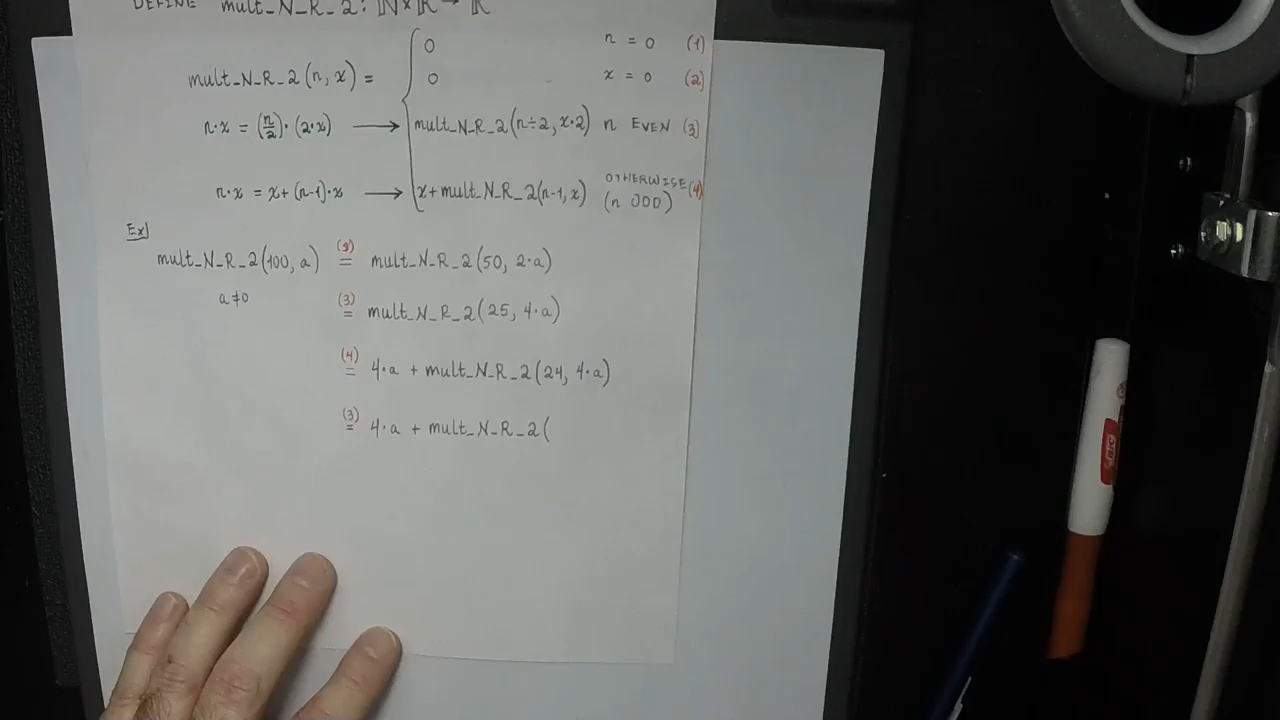 DEFINE mult_N_R_2: ℕ×ℝ→ ℝ
0 n = 0 (1)
mult_N_R_2(n, x) = 0 x = 0 (2)
n·x = (n/2)·(2·x) → mult_N_R_2(n÷2, x·2) n EVEN (3)
n·x = x+(n-1)·x → x+mult_N_R_2(n-1, x) OTHERWISE (4)
(n ODD)
Ex]
mult_N_R_2(100, a) (3)= mult_N_R_2(50, 2·a)
a≠0
(3)= mult_N_R_2(25, 4·a)
(4)= 4·a + mult_N_R_2(24, 4·a)
(3)= 4·a + mult_N_R_2(
BIC